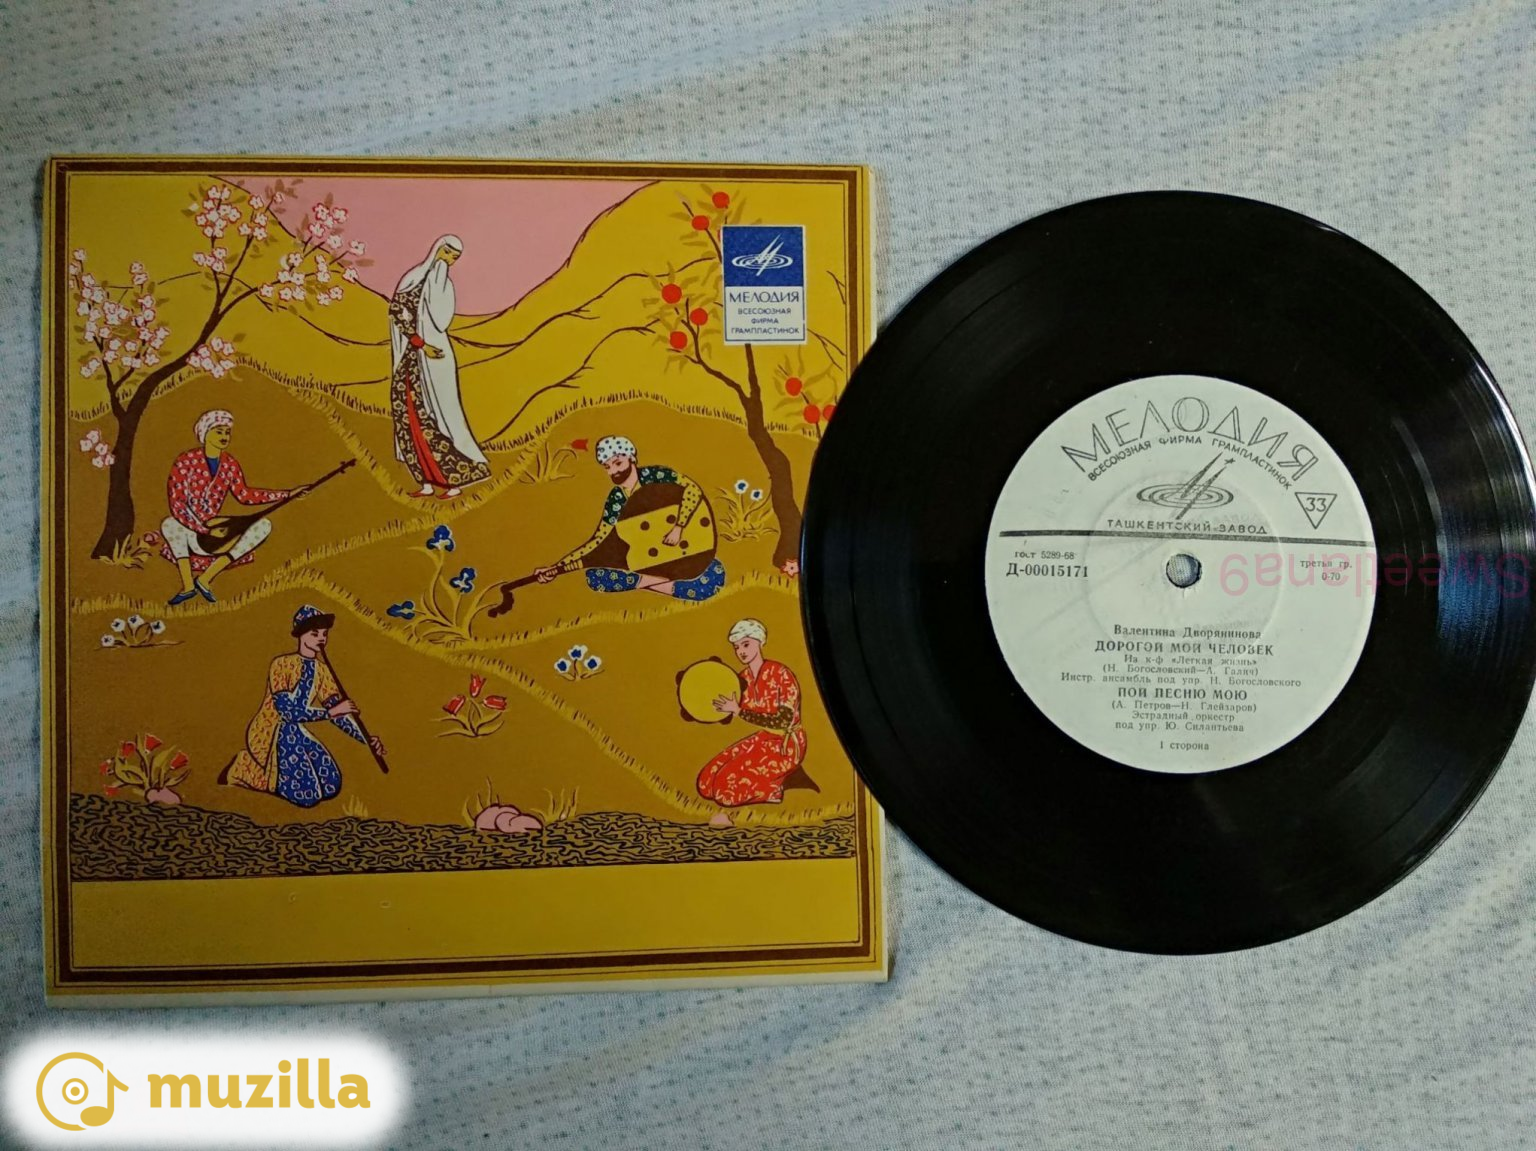 МЕЛОДИЯ
ВСЕСОЮЗНАЯ
ФИРМА
ГРАМПЛАСТИНОК
МЕЛОДИЯ
ВСЕСОЮЗНАЯ ФИРМА ГРАМПЛАСТИНОК
33
ТАШКЕНТСКИЙ ЗАВОД
ГОСТ 5289-68
Д-00015171
третья гр.
0-70
Sweetlana9
Валентина Дворянинова
ДОРОГОЙ МОЙ ЧЕЛОВЕК
Из к-ф «Легкая жизнь»
(Н. Богословский—А. Галич)
Инстр. ансамбль под упр. Н. Богословского
ПОЙ ПЕСНЮ МОЮ
(А. Петров—Н. Глейзаров)
Эстрадный оркестр
под упр. Ю. Силантьева
1 сторона
muzilla